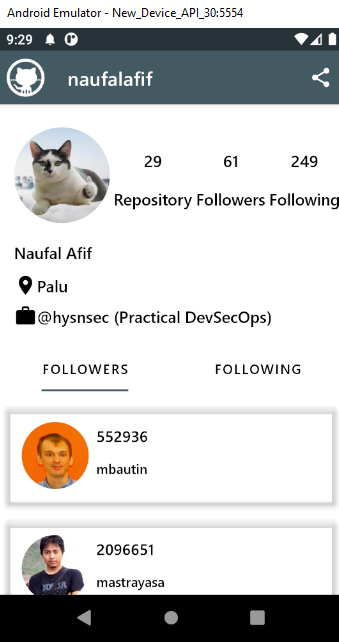 Android Emulator - New_Device_API_30:5554
9:29
naufalafif
29 61 249
Repository Followers Following
Naufal Afif
Palu
@hysnsec (Practical DevSecOps)
FOLLOWERS FOLLOWING
552936
mbautin
2096651
mastrayasa